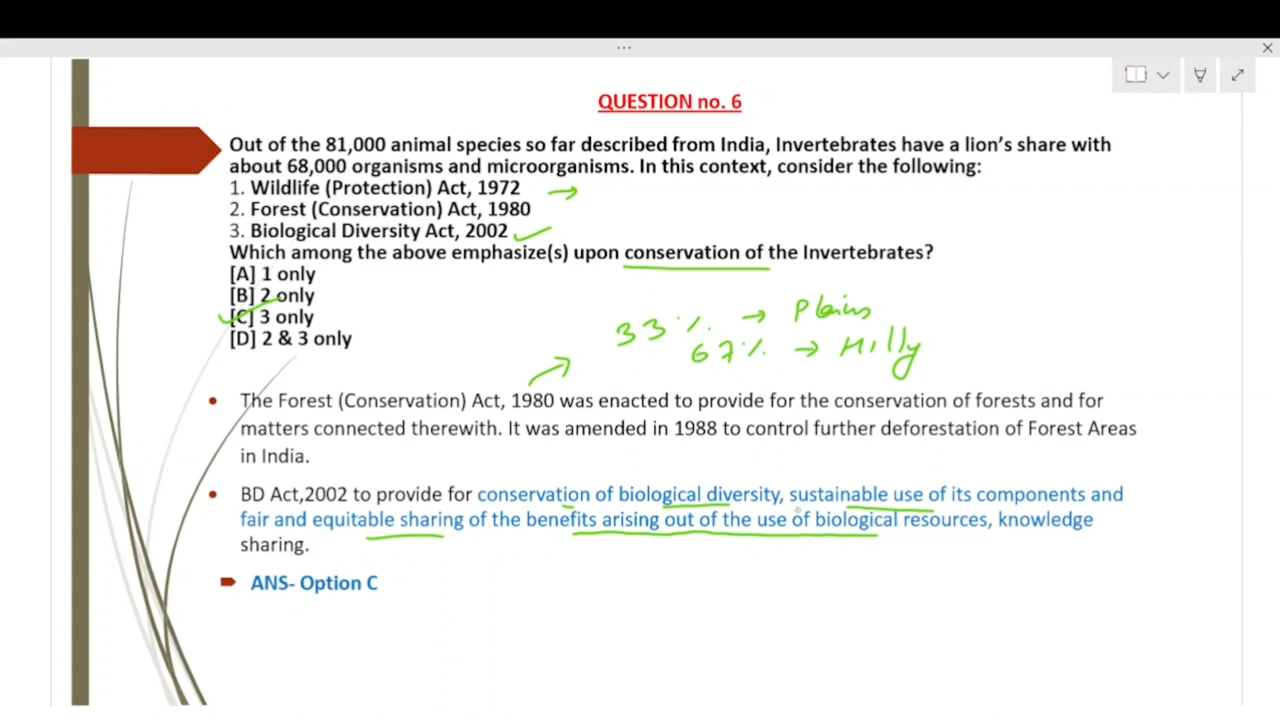 QUESTION no. 6
Out of the 81,000 animal species so far described from India, Invertebrates have a lion's share with
about 68,000 organisms and microorganisms. In this context, consider the following:
1. Wildlife (Protection) Act, 1972
2. Forest (Conservation) Act, 1980
3. Biological Diversity Act, 2002
Which among the above emphasize(s) upon conservation of the Invertebrates?
[A] 1 only
[B] 2 only
[C] 3 only
[D] 2 & 3 only
33% → Plains
67% → Hilly
The Forest (Conservation) Act, 1980 was enacted to provide for the conservation of forests and for
matters connected therewith. It was amended in 1988 to control further deforestation of Forest Areas
in India.
BD Act,2002 to provide for conservation of biological diversity, sustainable use of its components and
fair and equitable sharing of the benefits arising out of the use of biological resources, knowledge
sharing.
ANS- Option C